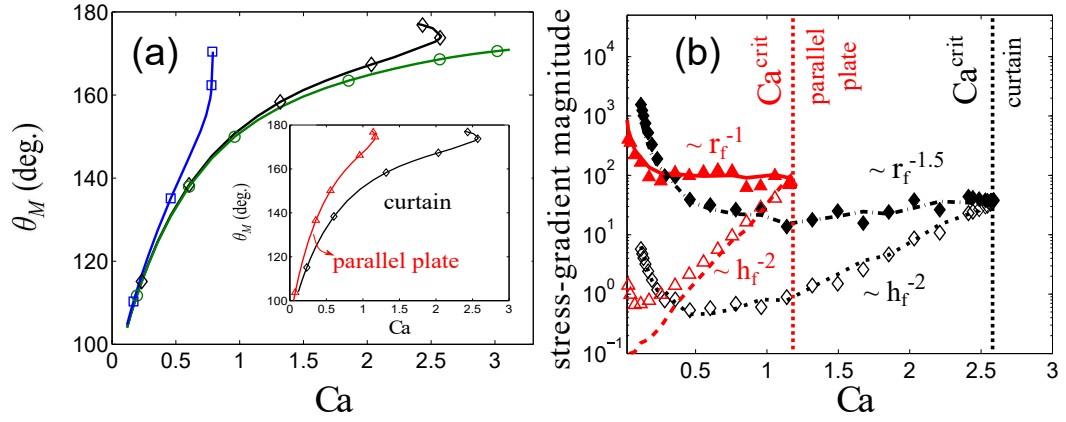 (a)
θ_M (deg.)
180
160
140
120
100
0
0.5
1
1.5
2
2.5
3
Ca
θ_M (deg.)
180
160
140
120
100
0
0.5
1
1.5
2
2.5
3
Ca
curtain
parallel plate
(b)
stress-gradient magnitude
10^4
10^3
10^2
10^1
10^0
10^-1
0.5
1
1.5
2
2.5
3
Ca
Ca^crit
parallel
plate
Ca^crit
curtain
~ r_f^-1
~ r_f^-1.5
~ h_f^-2
~ h_f^-2